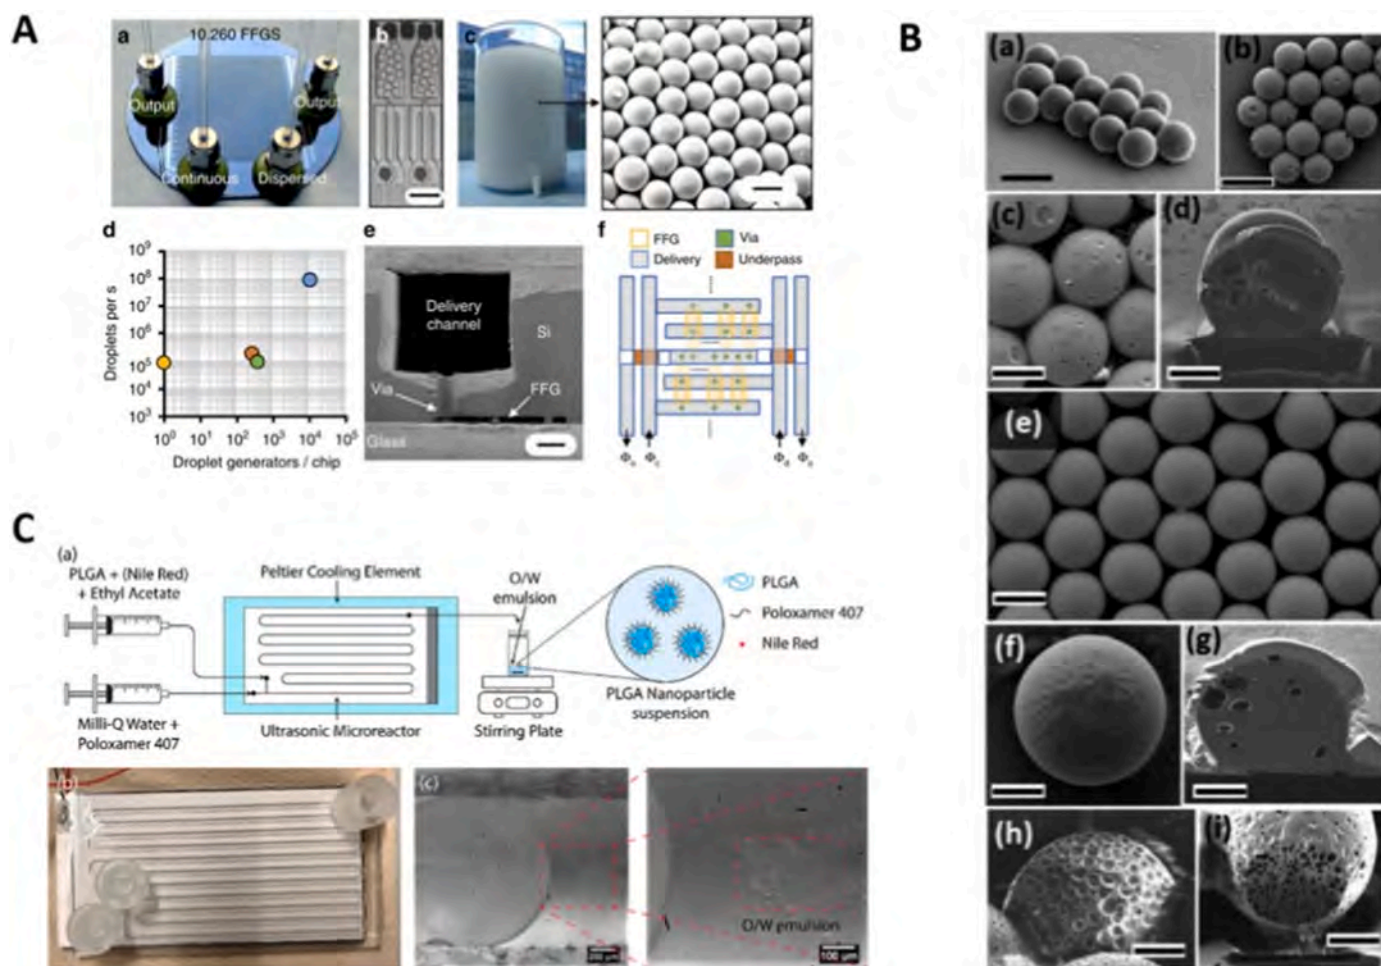 A
a
10.260 FFGS
Output
Output
Continuous
Dispersed
b
c
d
Droplets per s
10⁹
10⁸
10⁷
10⁶
10⁵
10⁴
10³
10⁰ 10¹ 10² 10³ 10⁴ 10⁵
Droplet generators / chip
e
Delivery
channel
Si
Via
FFG
Glass
f
FFG
Via
Delivery
Underpass
B
(a)
(b)
(c)
(d)
(e)
(f)
(g)
(h)
(i)
C
(a)
PLGA + (Nile Red)
+ Ethyl Acetate
Milli-Q Water +
Poloxamer 407
Peltier Cooling Element
Ultrasonic Microreactor
O/W
emulsion
Stirring Plate
PLGA Nanoparticle
suspension
PLGA
Poloxamer 407
Nile Red
(b)
(c)
O/W emulsion
100 μm